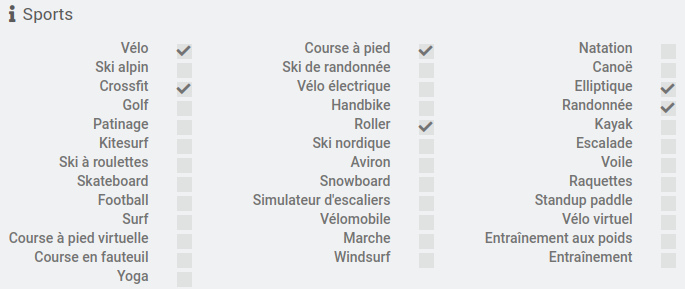 Sports
Vélo Course à pied Natation
Ski alpin Ski de randonnée Canoë
Crossfit Vélo électrique Elliptique
Golf Handbike Randonnée
Patinage Roller Kayak
Kitesurf Ski nordique Escalade
Ski à roulettes Aviron Voile
Skateboard Snowboard Raquettes
Football Simulateur d'escaliers Standup paddle
Surf Vélomobile Vélo virtuel
Course à pied virtuelle Marche Entraînement aux poids
Course en fauteuil Windsurf Entraînement
Yoga